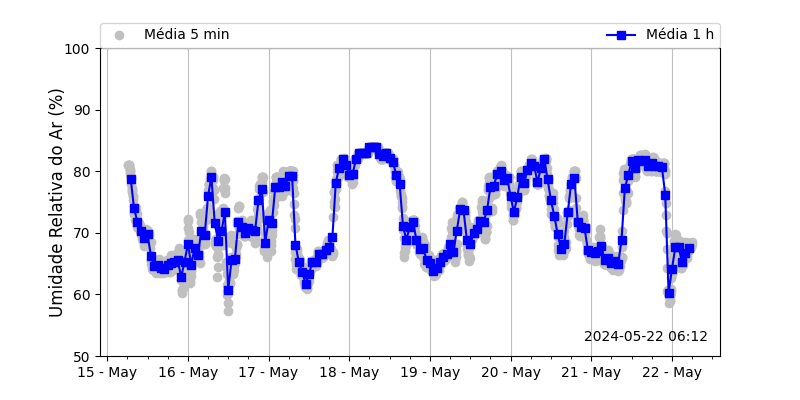 Média 5 min
Média 1 h
Umidade Relativa do Ar (%)
100
90
80
70
60
50
2024-05-22 06:12
15 - May
16 - May
17 - May
18 - May
19 - May
20 - May
21 - May
22 - May